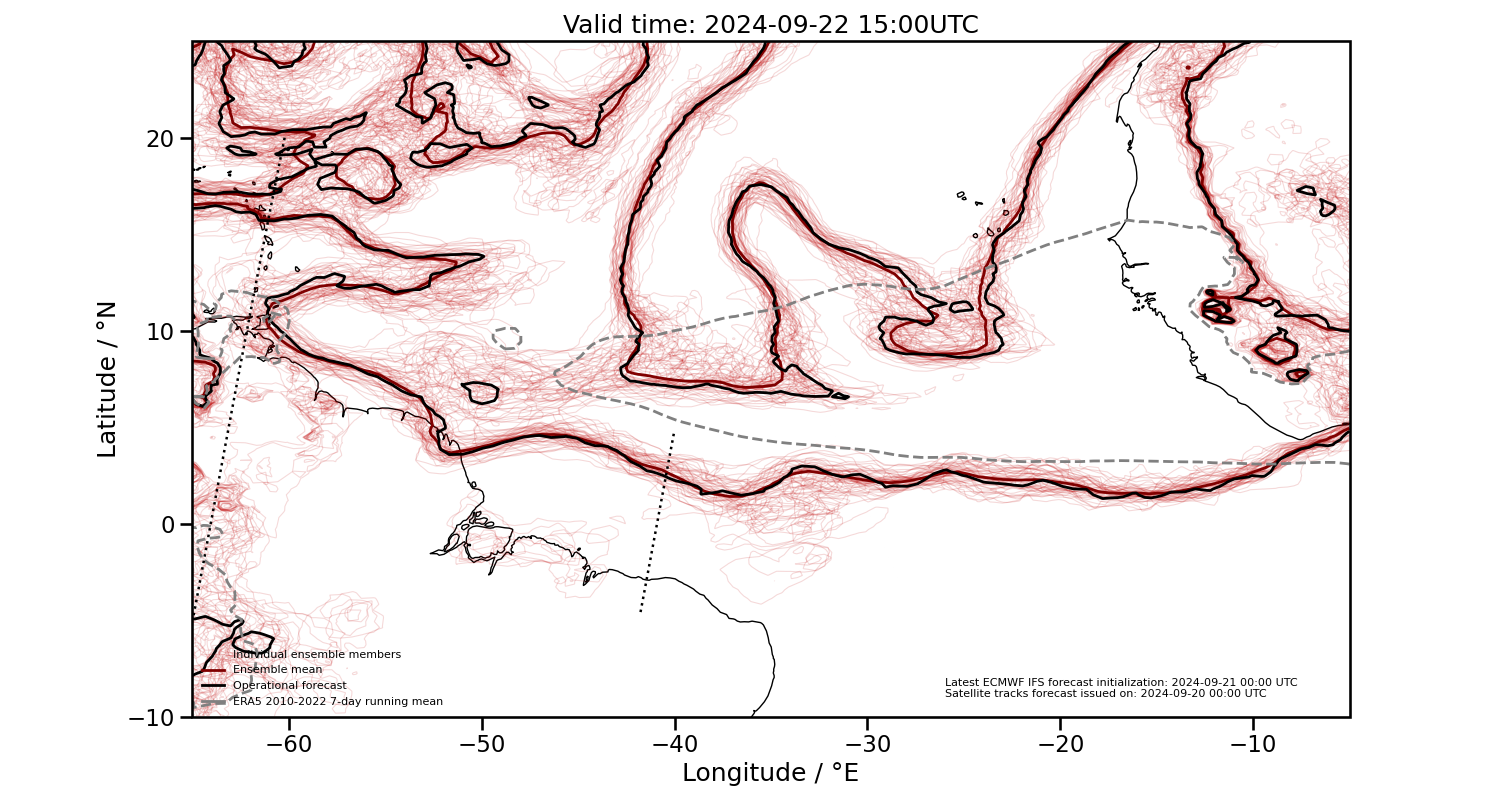 Valid time: 2024-09-22 15:00UTC
Latitude / °N
20
10
0
−10
Individual ensemble members
Ensemble mean
Operational forecast
ERA5 2010-2022 7-day running mean
Latest ECMWF IFS forecast initialization: 2024-09-21 00:00 UTC
Satellite tracks forecast issued on: 2024-09-20 00:00 UTC
−60 −50 −40 −30 −20 −10
Longitude / °E